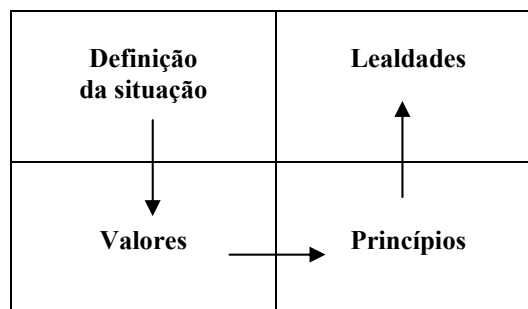 Definição
da situação
Lealdades
Valores
Princípios